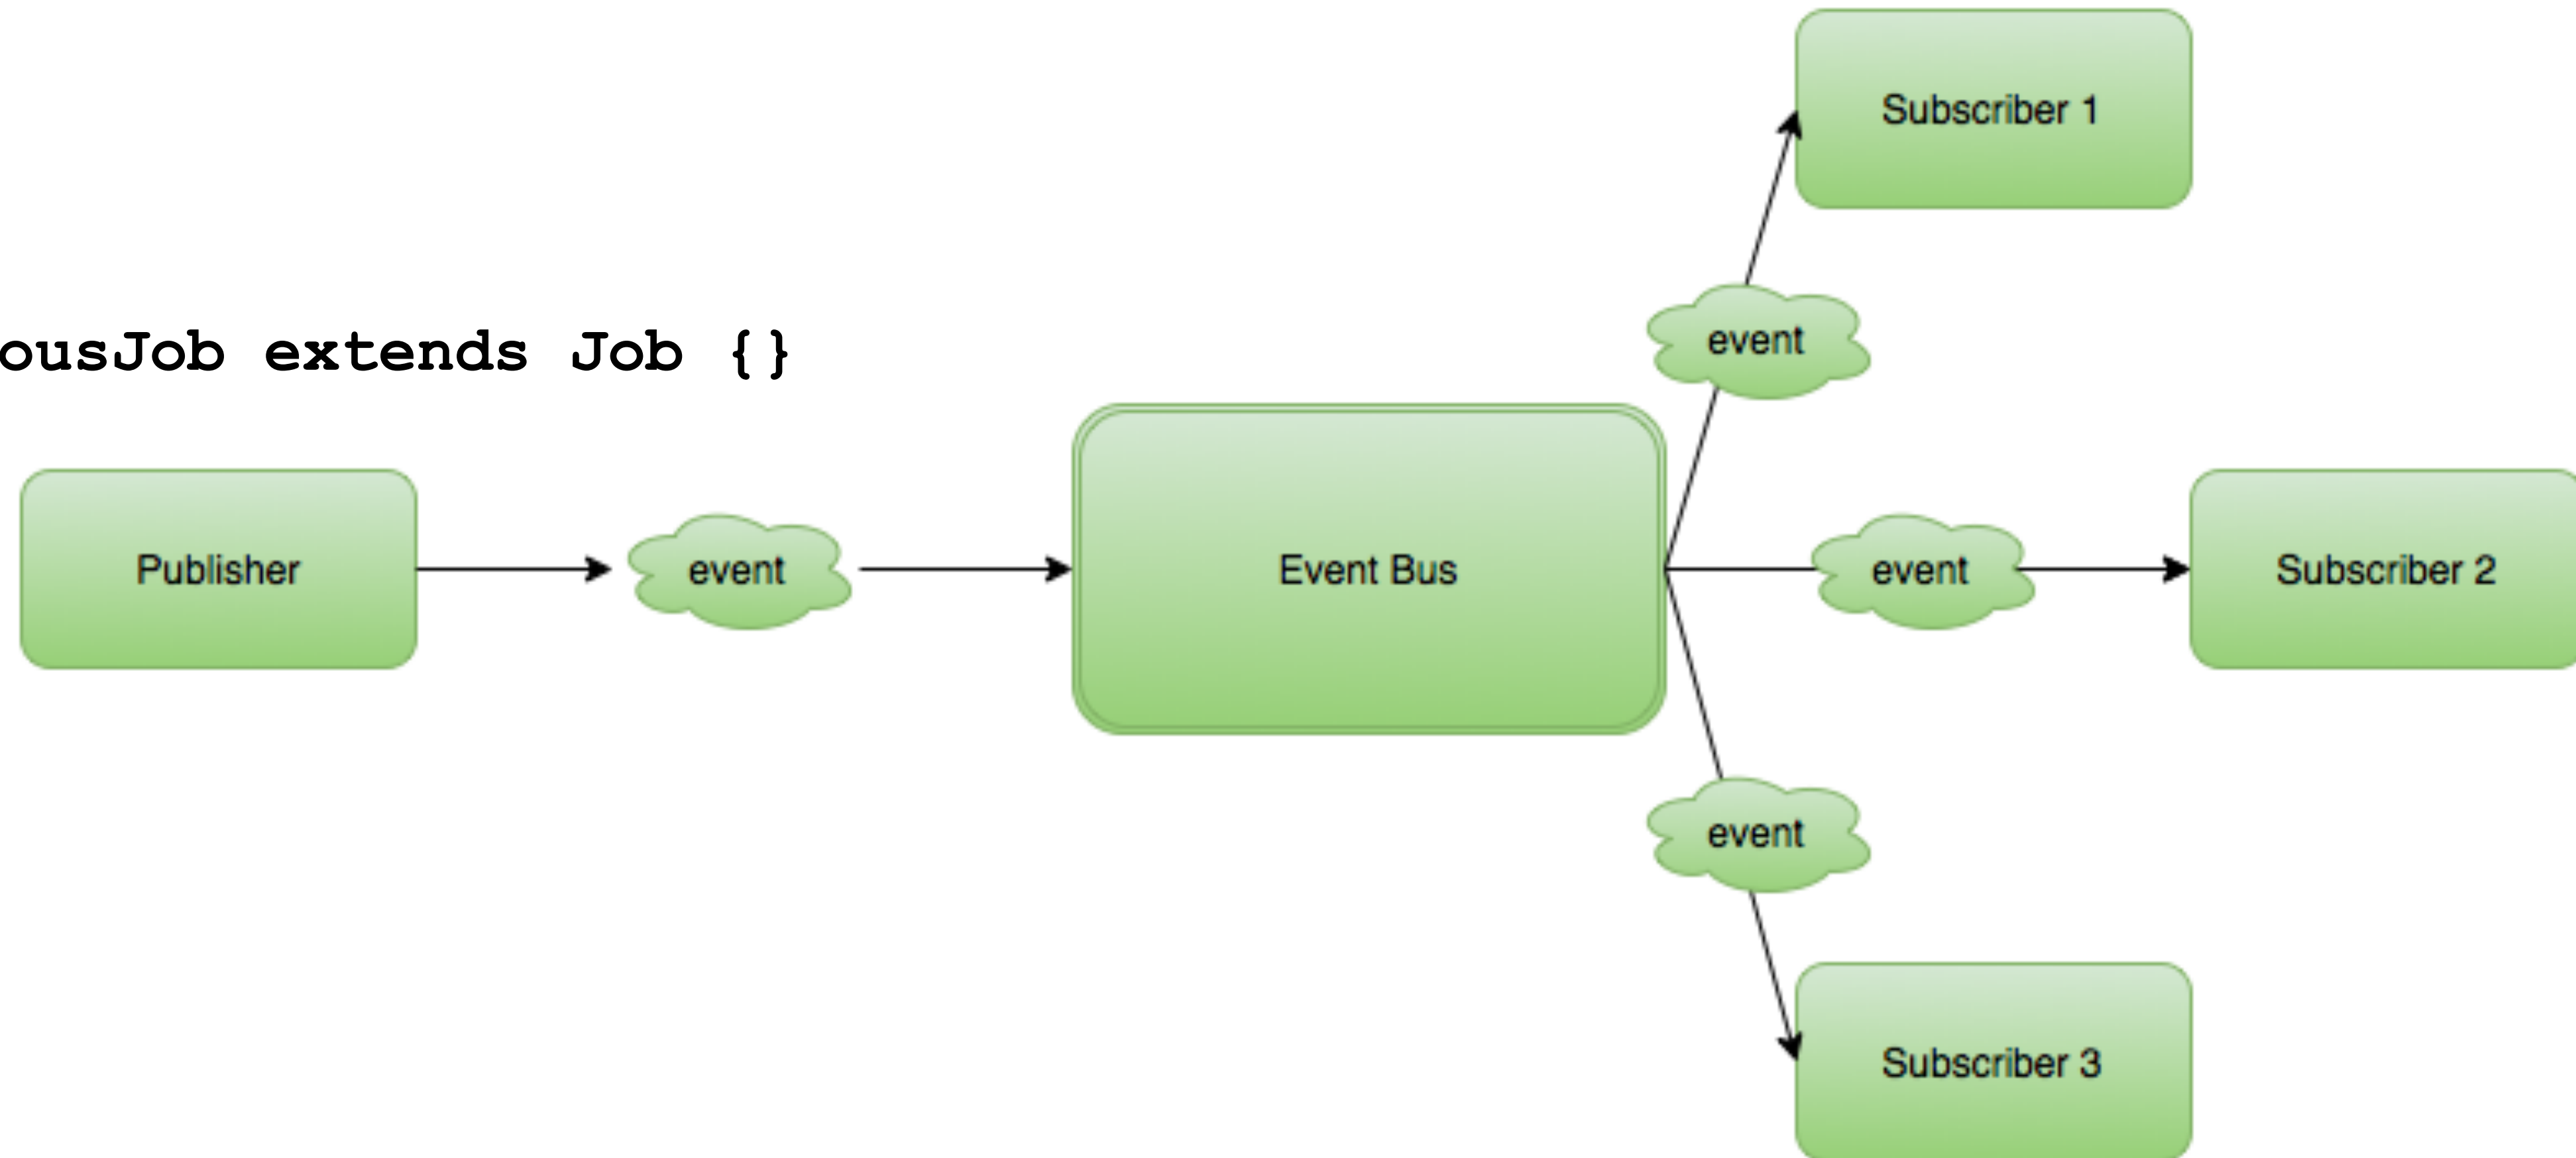 Subscriber 1
event
ousJob extends Job {}
Publisher
event
Event Bus
event
Subscriber 2
event
Subscriber 3